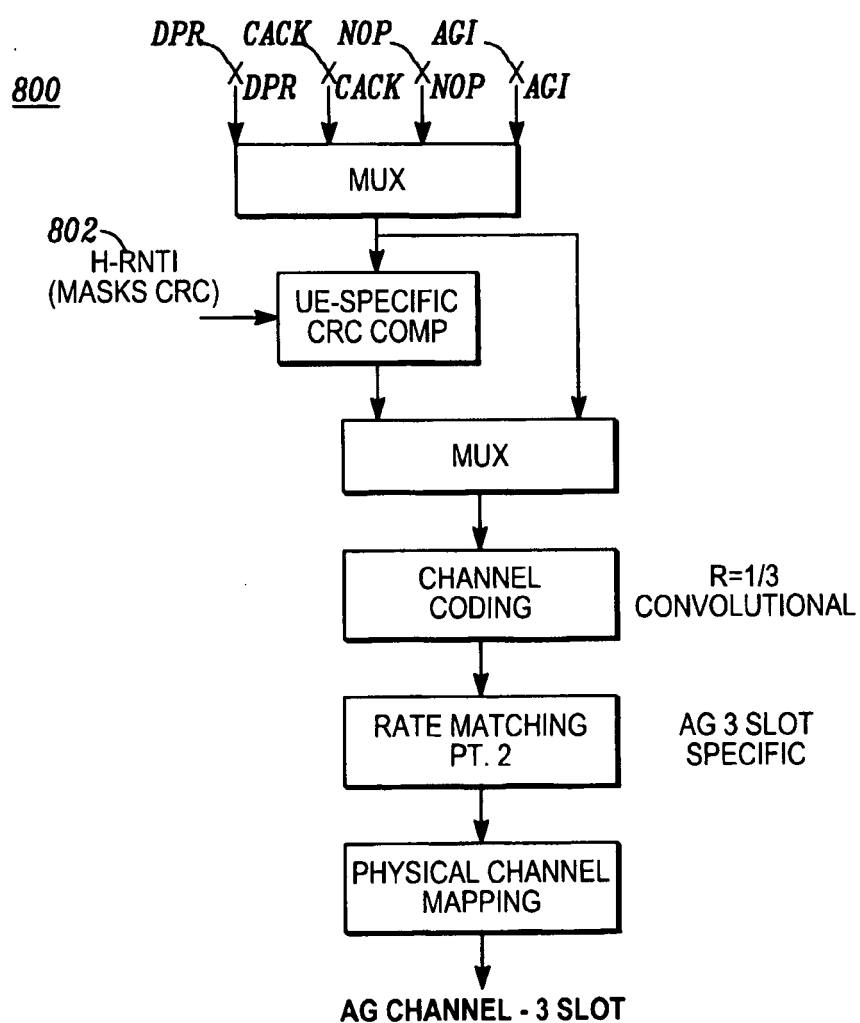 DPR CACK NOP AGI
X X X X
800
DPR CACK NOP AGI
MUX
802
H-RNTI
(MASKS CRC)
UE-SPECIFIC
CRC COMP
MUX
CHANNEL
CODING
R=1/3
CONVOLUTIONAL
RATE MATCHING
PT. 2
AG 3 SLOT
SPECIFIC
PHYSICAL CHANNEL
MAPPING
AG CHANNEL - 3 SLOT